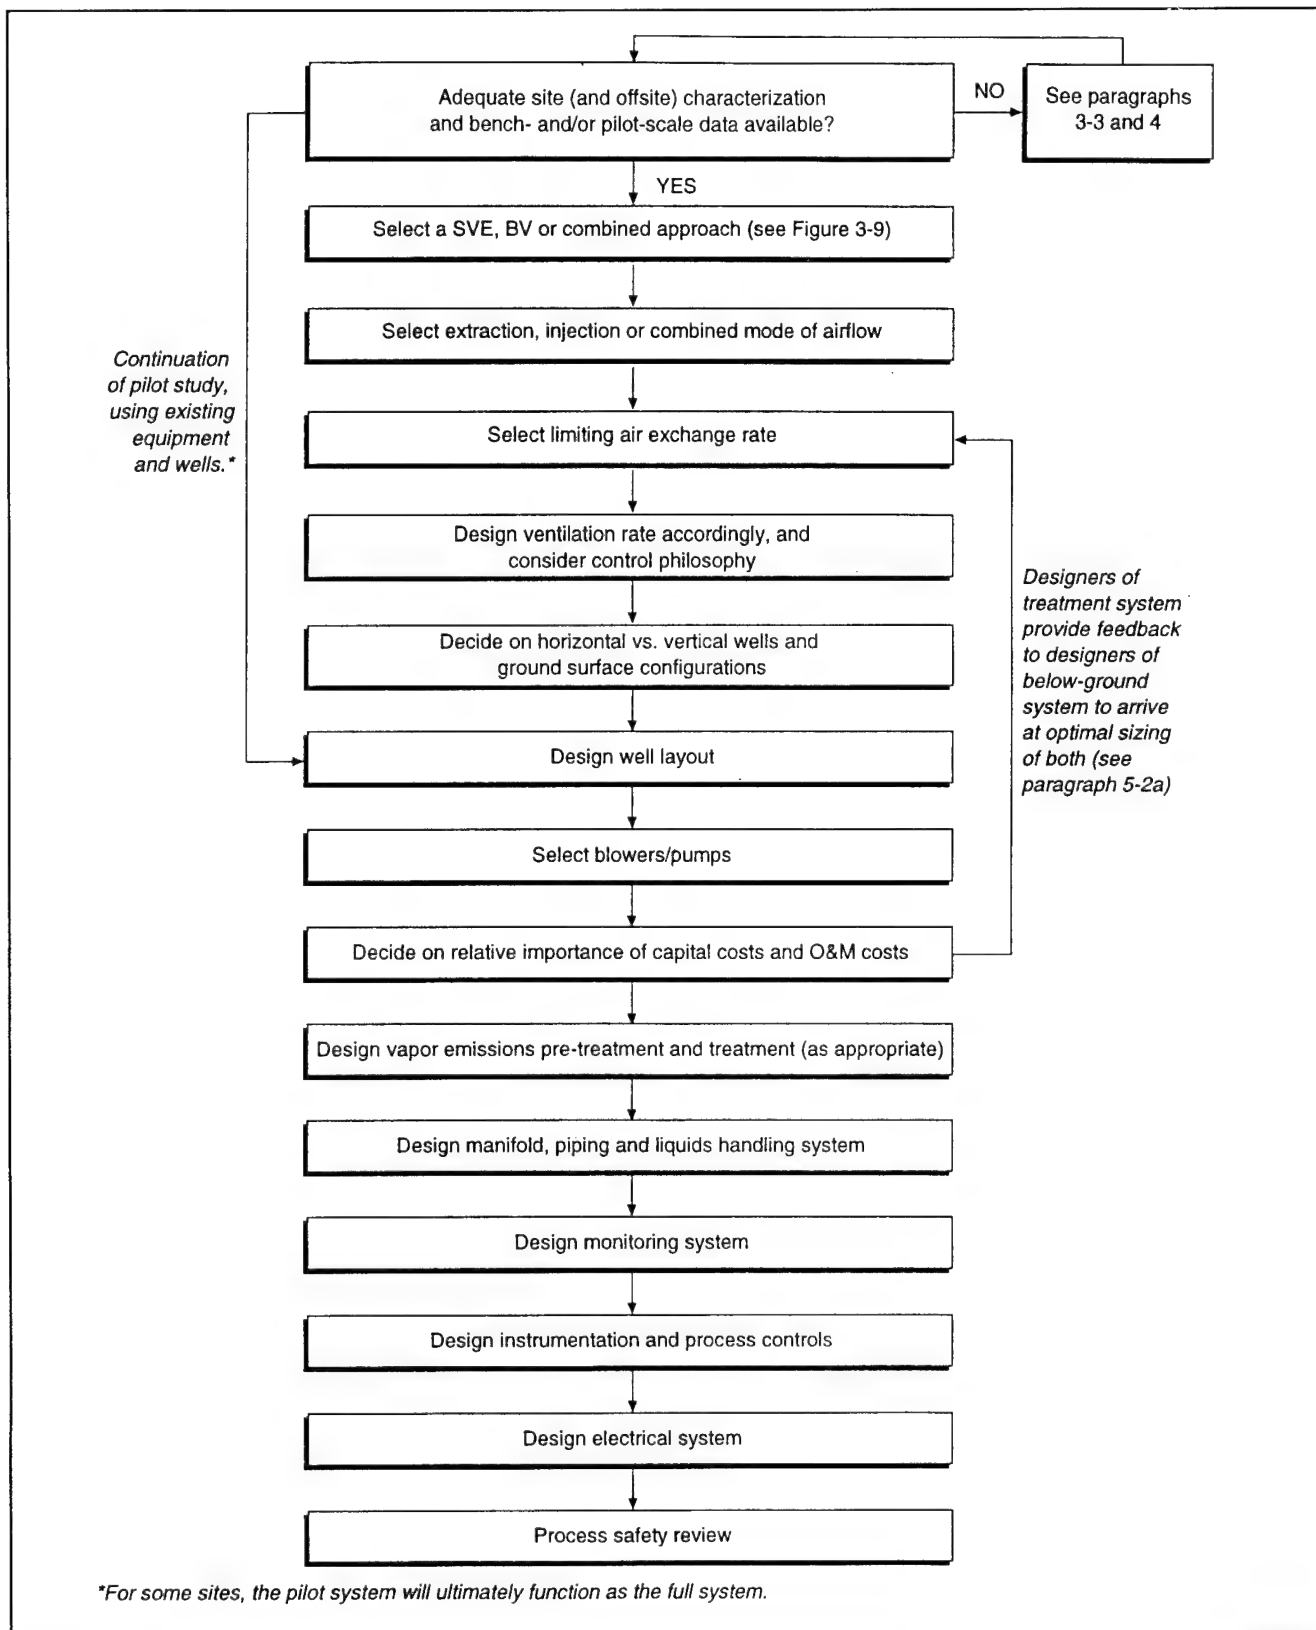 Adequate site (and offsite) characterization
and bench- and/or pilot-scale data available?
NO
See paragraphs
3-3 and 4
YES
Select a SVE, BV or combined approach (see Figure 3-9)
Select extraction, injection or combined mode of airflow
Continuation
of pilot study,
using existing
equipment
and wells.*
Select limiting air exchange rate
Design ventilation rate accordingly, and
consider control philosophy
Decide on horizontal vs. vertical wells and
ground surface configurations
Designers of
treatment system
provide feedback
to designers of
below-ground
system to arrive
at optimal sizing
of both (see
paragraph 5-2a)
Design well layout
Select blowers/pumps
Decide on relative importance of capital costs and O&M costs
Design vapor emissions pre-treatment and treatment (as appropriate)
Design manifold, piping and liquids handling system
Design monitoring system
Design instrumentation and process controls
Design electrical system
Process safety review
*For some sites, the pilot system will ultimately function as the full system.